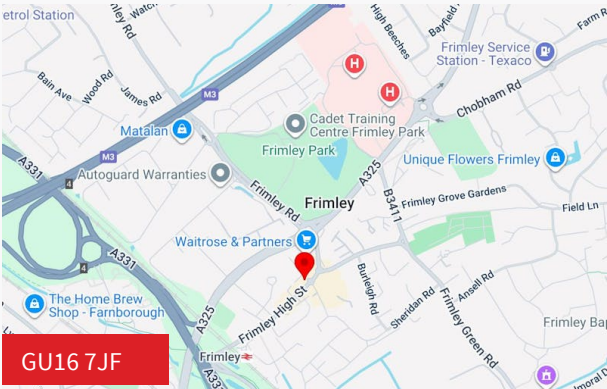 etrol Station
Watch
Frimley Rd
High Beeches
Bayfield
Farm R
Frimley Service
Station - Texaco
H
H
Bain Ave
Wood Rd
James Rd
M3
Chobham Rd
Matalan
Cadet Training
Centre Frimley Park
Frimley Park
A331
M3
4
Autoguard Warranties
A325
Unique Flowers Frimley
Frimley Rd
Frimley
B3411
Frimley Grove Gardens
Field Ln
Waitrose & Partners
A331
4
Burleigh Rd
Ansell Rd
Sheridan Rd
The Home Brew
Shop - Farnborough
A325
Frimley High St
Frimley Green Rd
Frimley Bap
Frimley
GU16 7JF
lmoral D